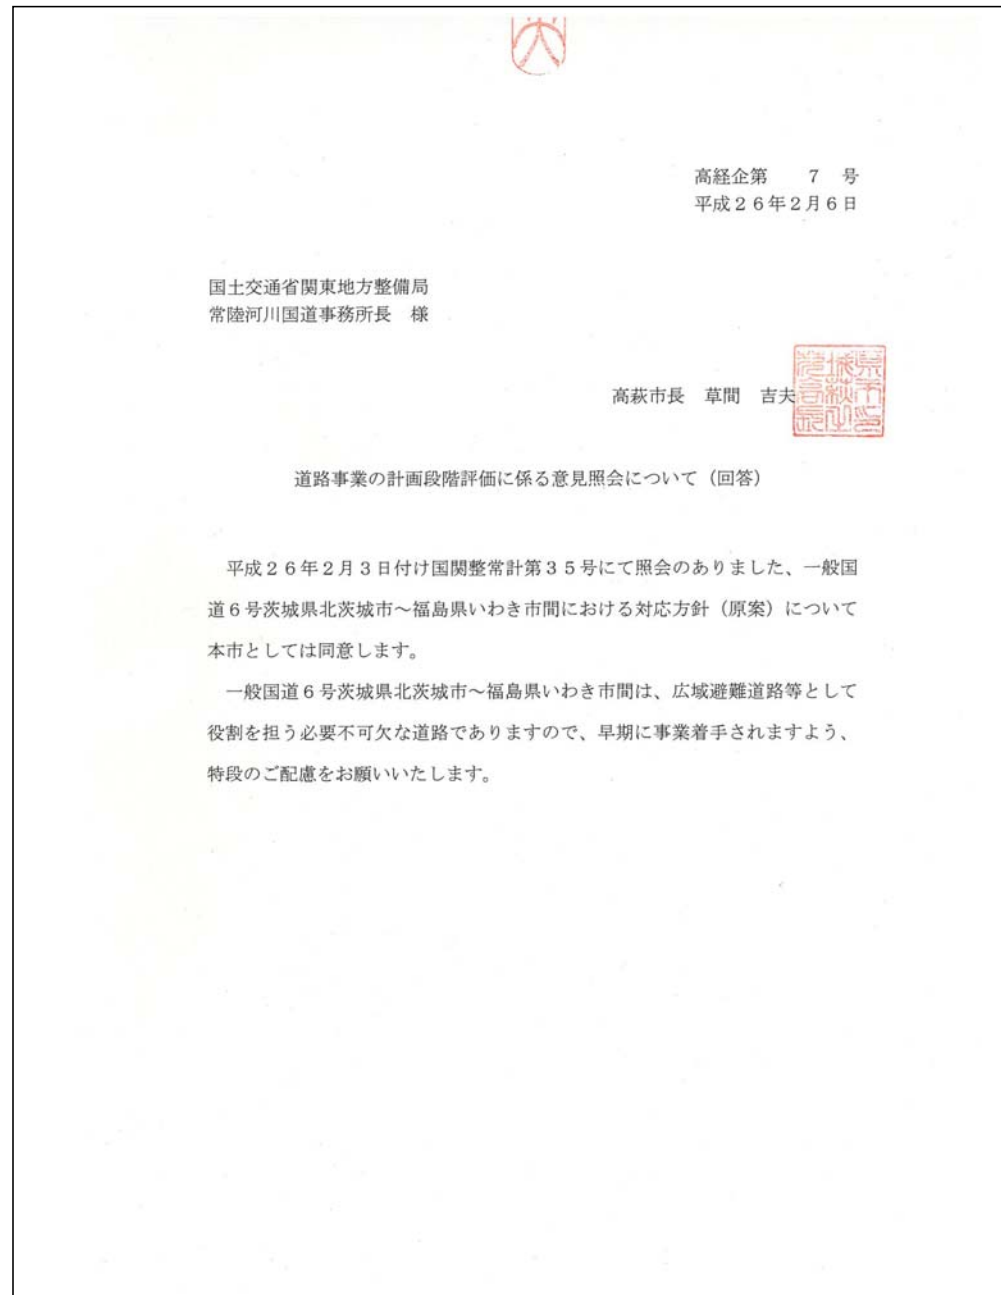 高経企第　　7　号
平成２６年２月６日
国土交通省関東地方整備局
常陸河川国道事務所長　様
高萩市長　草間　吉夫
道路事業の計画段階評価に係る意見照会について（回答）
　平成２６年２月３日付け国関整常計第３５号にて照会のありました、一般国
道６号茨城県北茨城市～福島県いわき市間における対応方針（原案）について
本市としては同意します。
　一般国道６号茨城県北茨城市～福島県いわき市間は、広域避難道路等として
役割を担う必要不可欠な道路でありますので、早期に事業着手されますよう、
特段のご配慮をお願いいたします。